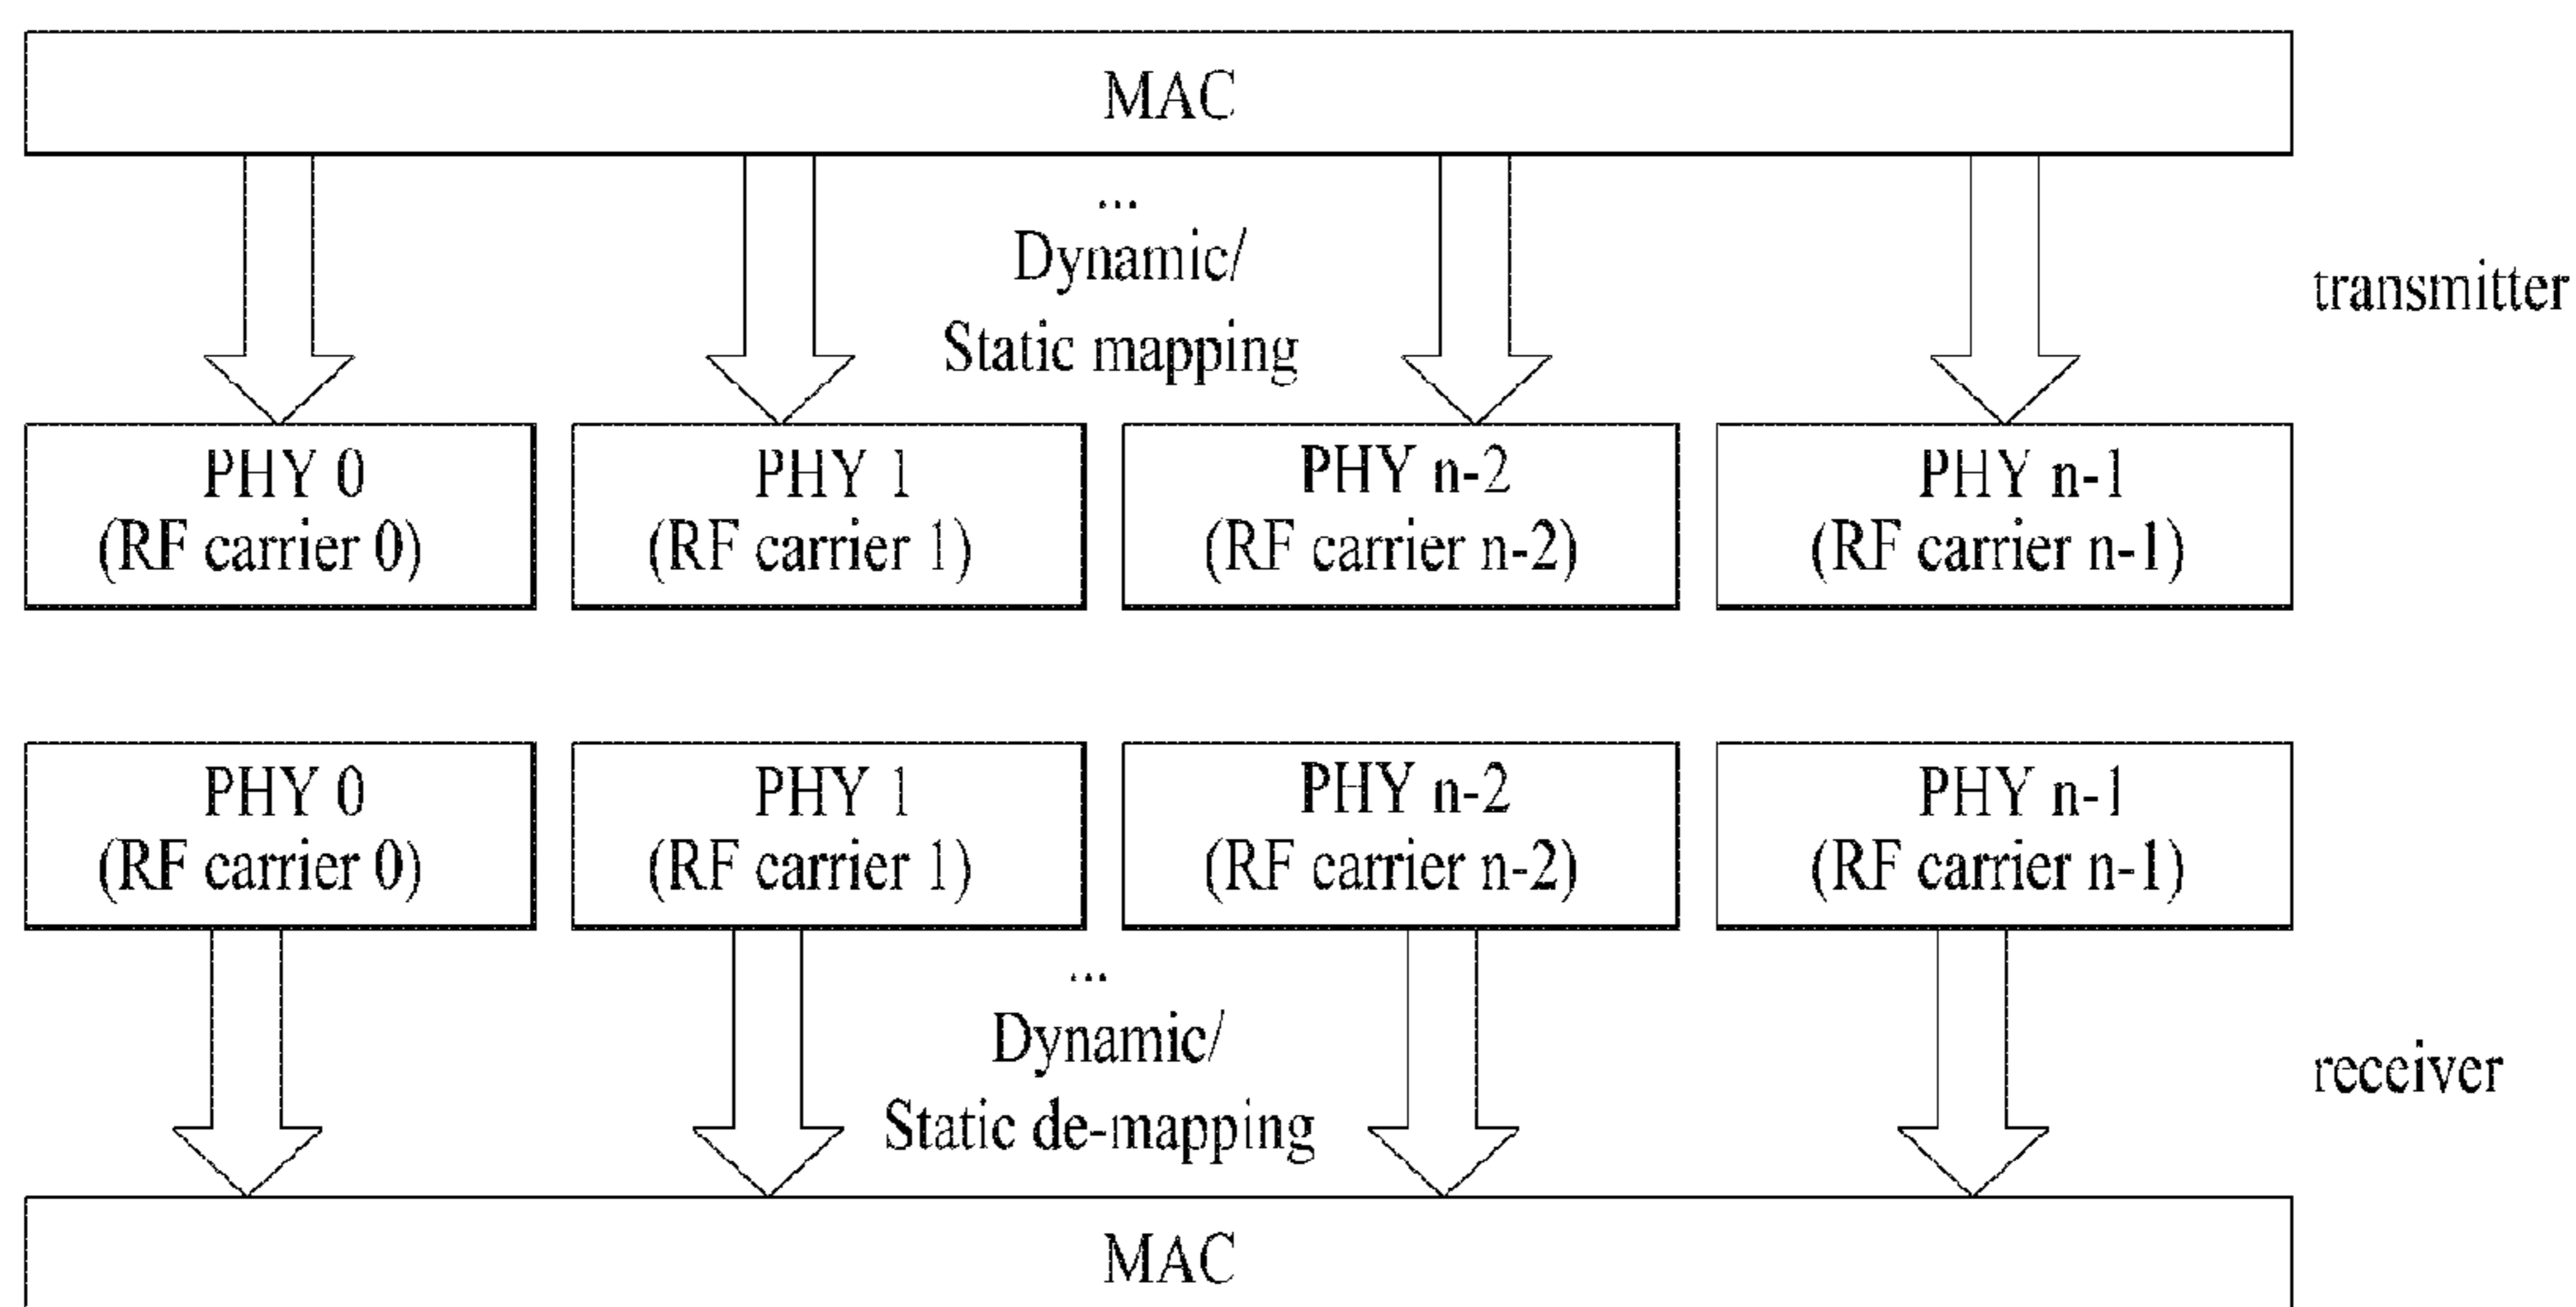 MAC
...
Dynamic/
Static mapping
transmitter
PHY 0
(RF carrier 0)
PHY 1
(RF carrier 1)
PHY n-2
(RF carrier n-2)
PHY n-1
(RF carrier n-1)
PHY 0
(RF carrier 0)
PHY 1
(RF carrier 1)
PHY n-2
(RF carrier n-2)
PHY n-1
(RF carrier n-1)
...
Dynamic/
Static de-mapping
receiver
MAC